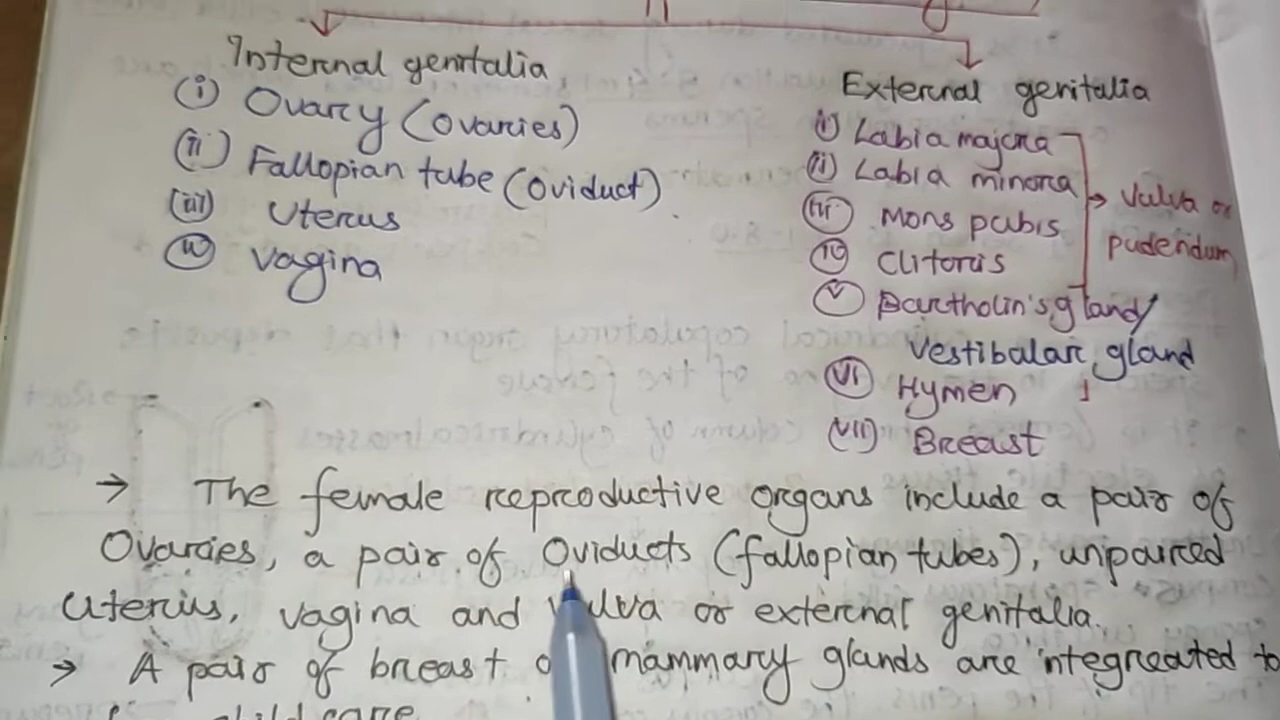 Internal genitalia
(i) Ovary (ovaries)
(ii) Fallopian tube (oviduct).
(iii) Uterus
(iv) Vagina
External genitalia
(i) Labia majora
(ii) Labia minora
(iii) Mons pubis
(iv) Clitoris
(v) Bartholin's gland/
Vestibular gland
(vi) Hymen
(vii) Breast
→ Vulva or
pudendum
→ The female reproductive organs include a pair of
Ovaries, a pair of Oviducts (fallopian tubes), unpaired
Uterus, vagina and vulva or external genitalia.
→ A pair of breast mammary glands are integreated to
child care